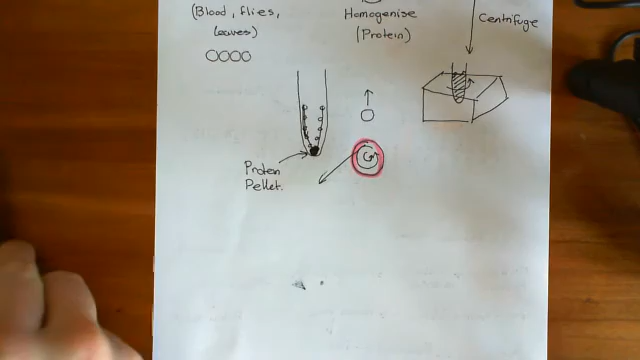 (Blood, flies,
leaves)
Homogenise
(Protein)
Centrifuge
Protein
Pellet.